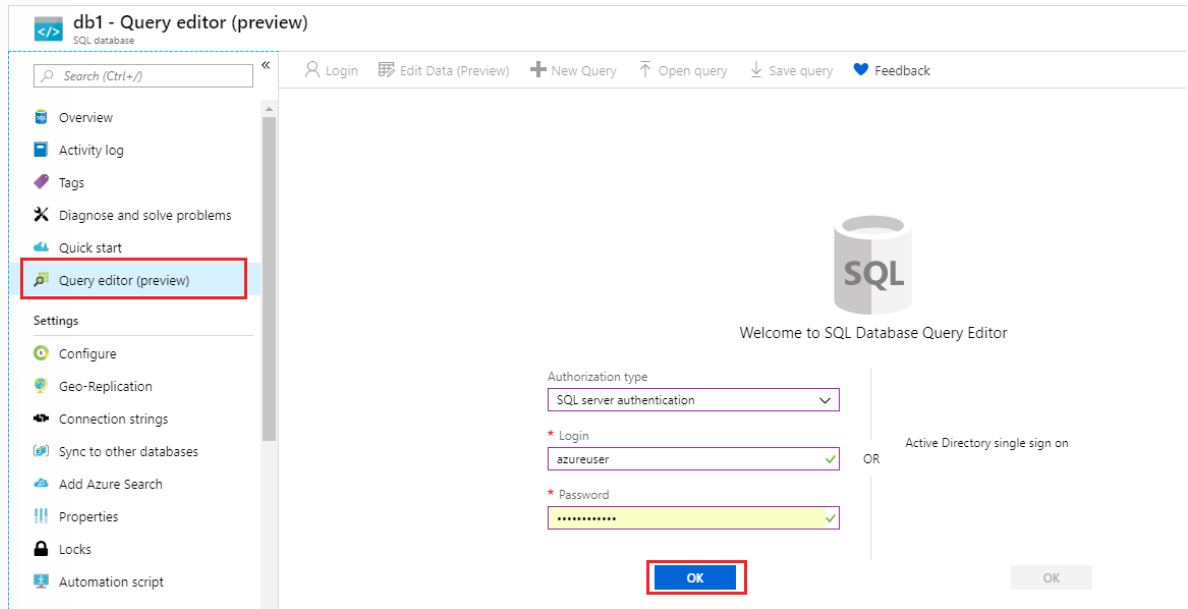 db1 - Query editor (preview)
SQL database
Search (Ctrl+/)
«
Overview
Activity log
Tags
Diagnose and solve problems
Quick start
Query editor (preview)
Settings
Configure
Geo-Replication
Connection strings
Sync to other databases
Add Azure Search
Properties
Locks
Automation script
Login Edit Data (Preview) New Query Open query Save query Feedback
SQL
Welcome to SQL Database Query Editor
Authorization type
SQL server authentication
* Login
azureuser
* Password
••••••••••••
OK
OR
Active Directory single sign on
OK